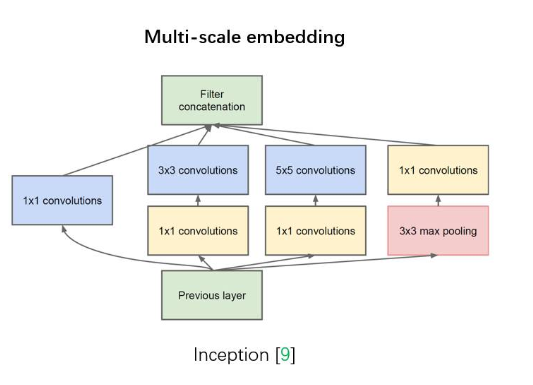 Multi-scale embedding
Filter
concatenation
3x3 convolutions
5x5 convolutions
1x1 convolutions
1x1 convolutions
1x1 convolutions
1x1 convolutions
3x3 max pooling
Previous layer
Inception [9]